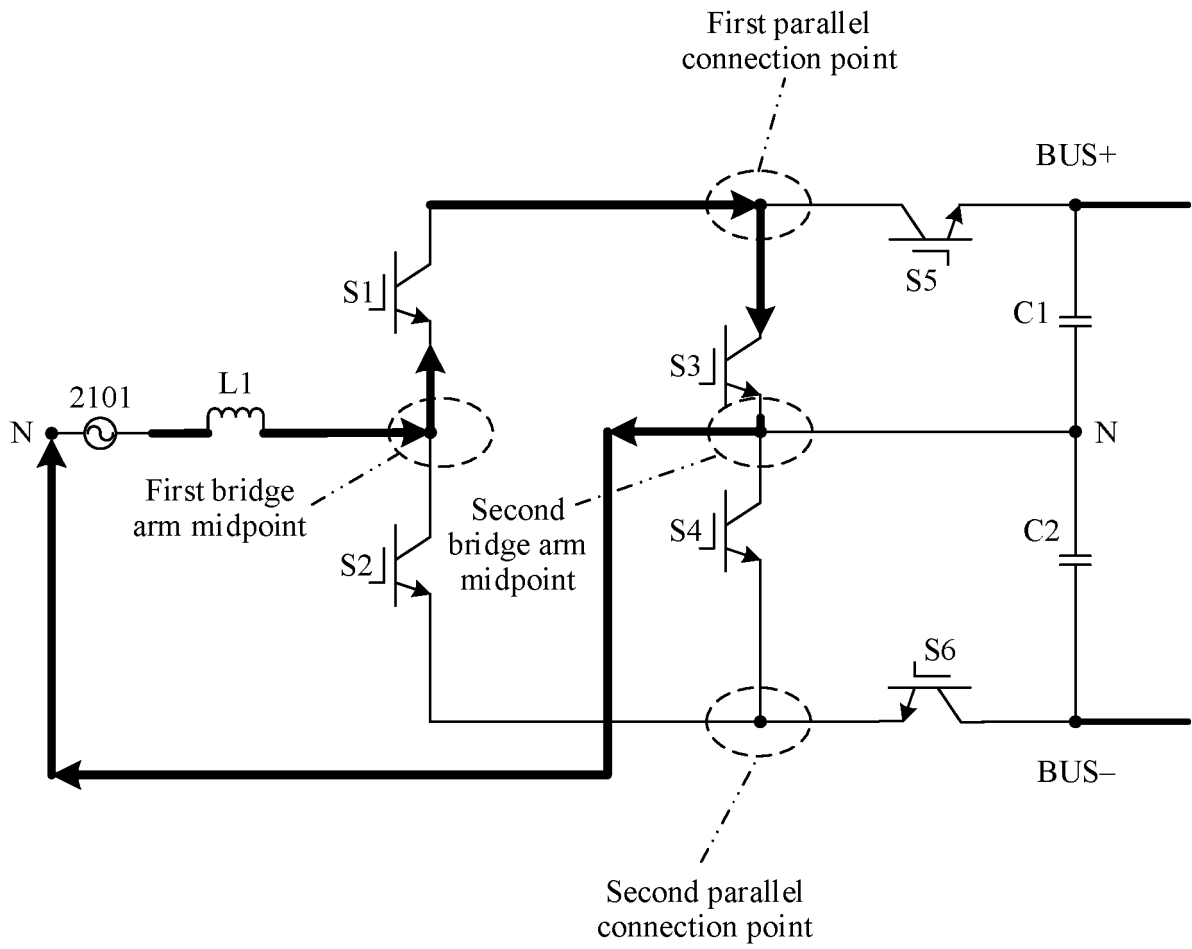 First parallel
connection point
BUS+
S1
S5
C1
S3
2101
L1
N
N
First bridge
arm midpoint
Second
bridge arm
midpoint
S4
C2
S2
S6
BUS–
Second parallel
connection point